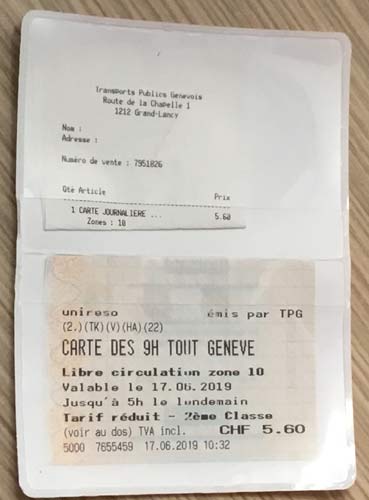 Transports Publics Genevois
Route de la Chapelle 1
1212 Grand-Lancy
Nom :
Adresse :
Numéro de vente : 7951826
Qté Article Prix
1 CARTE JOURNALIERE ... 5.60
Zones : 10
unireso émis par TPG
(2.)(TK)(V)(HA)(22)
CARTE DES 9H TOUT GENEVE
Libre circulation zone 10
Valable le 17.06.2019
Jusqu'à 5h le lendemain
Tarif réduit - 2ème Classe
(voir au dos) TVA incl. CHF 5.60
5000 7655459 17.06.2019 10:32